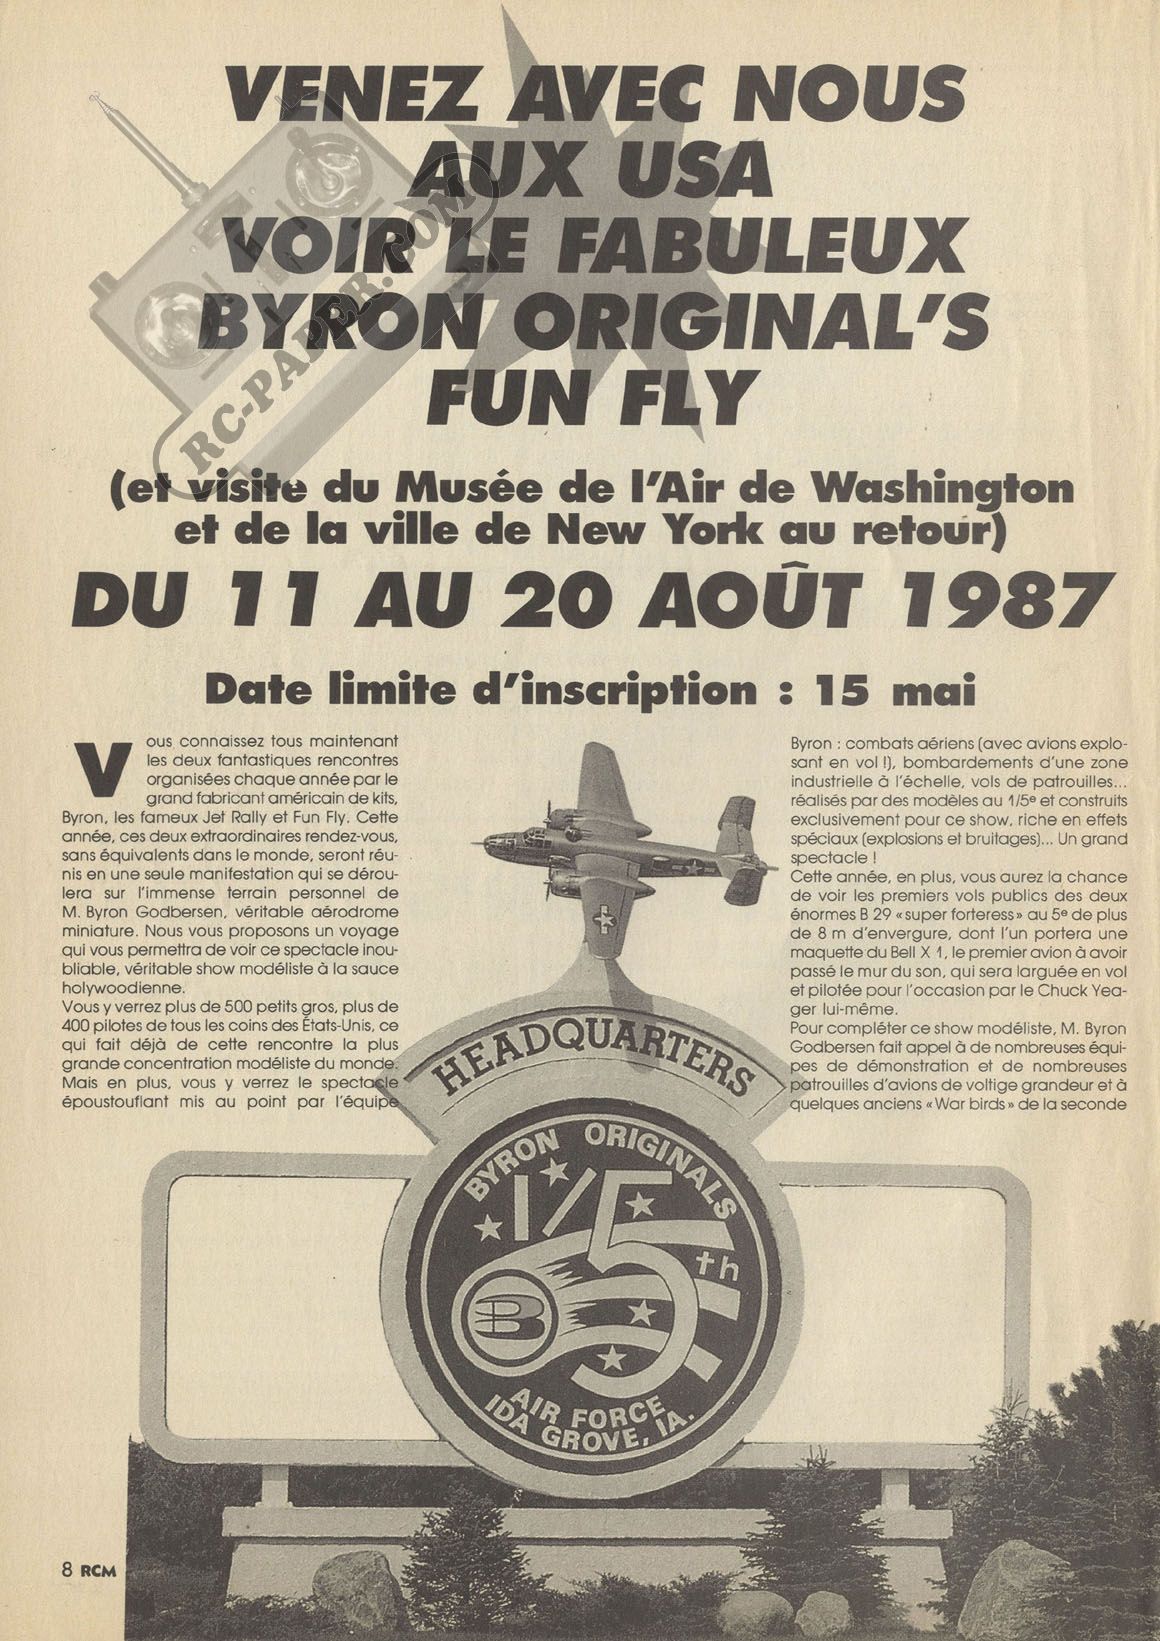 VENEZ AVEC NOUS
AUX USA
VOIR LE FABULEUX
BYRON ORIGINAL'S
FUN FLY
RC-PAPER.COM
(et visite du Musée de l'Air de Washington
et de la ville de New York au retour)
DU 11 AU 20 AOÛT 1987
Date limite d'inscription : 15 mai
Vous connaissez tous maintenant
les deux fantastiques rencontres
organisées chaque année par le
grand fabricant américain de kits,
Byron, les fameux Jet Rally et Fun Fly. Cette
année, ces deux extraordinaires rendez-vous,
sans équivalents dans le monde, seront réu-
nis en une seule manifestation qui se dérou-
lera sur l'immense terrain personnel de
M. Byron Godbersen, véritable aérodrome
miniature. Nous vous proposons un voyage
qui vous permettra de voir ce spectacle inou-
bliable, véritable show modéliste à la sauce
holywoodienne.
Vous y verrez plus de 500 petits gros, plus de
400 pilotes de tous les coins des États-Unis, ce
qui fait déjà de cette rencontre la plus
grande concentration modéliste du monde.
Mais en plus, vous y verrez le spectacle
époustouflant mis au point par l'équipe
Byron : combats aériens (avec avions explo-
sant en vol !), bombardements d'une zone
industrielle à l'échelle, vols de patrouilles...
réalisés par des modèles au 1/5e et construits
exclusivement pour ce show, riche en effets
spéciaux (explosions et bruitages)... Un grand
spectacle !
Cette année, en plus, vous aurez la chance
de voir les premiers vols publics des deux
énormes B 29 « super forteress » au 5e de plus
de 8 m d'envergure, dont l'un portera une
maquette du Bell X 1, le premier avion à avoir
passé le mur du son, qui sera larguée en vol
et pilotée pour l'occasion par le Chuck Yea-
ger lui-même.
Pour compléter ce show modéliste, M. Byron
Godbersen fait appel à de nombreuses équi-
pes de démonstration et de nombreuses
patrouilles d'avions de voltige grandeur et à
quelques anciens « War birds » de la seconde
HEADQUARTERS
BYRON ORIGINALS
1/5th
B
AIR FORCE
IDA GROVE, IA.
8 RCM